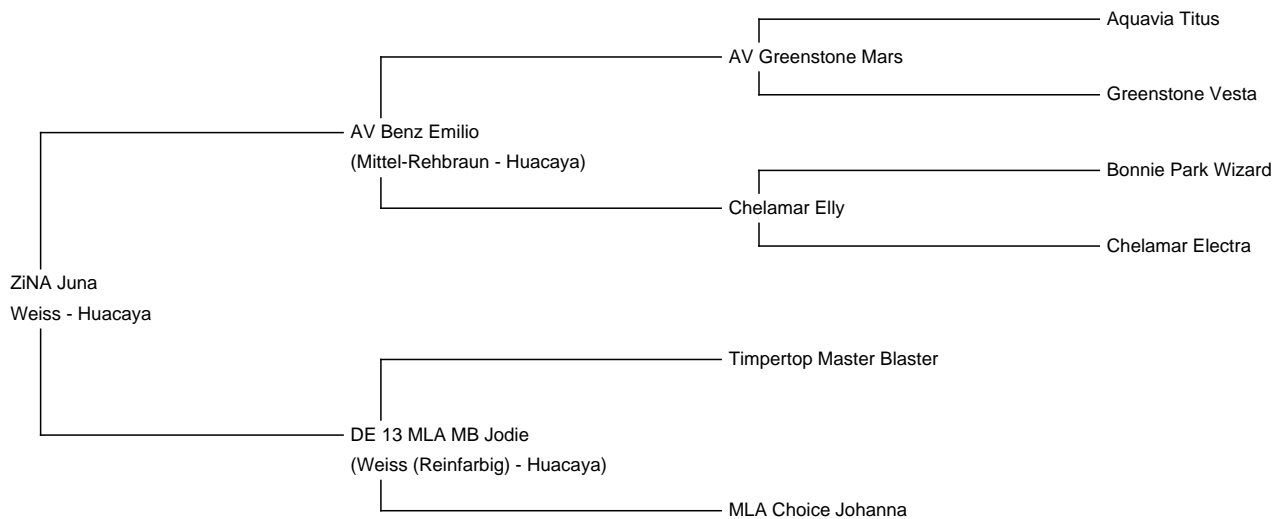 Aquavia Titus
AV Greenstone Mars
Greenstone Vesta
AV Benz Emilio
(Mittel-Rehbraun - Huacaya)
Bonnie Park Wizard
Chelamar Elly
Chelamar Electra
ZiNA Juna
Weiss - Huacaya
Timpertop Master Blaster
DE 13 MLA MB Jodie
(Weiss (Reinfarbig) - Huacaya)
MLA Choice Johanna